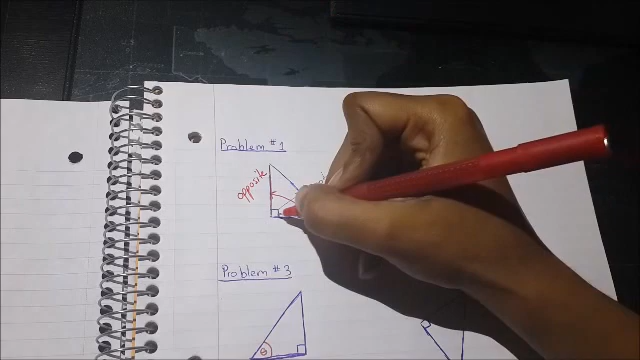 Problem #1
opposite
Problem #3
θ